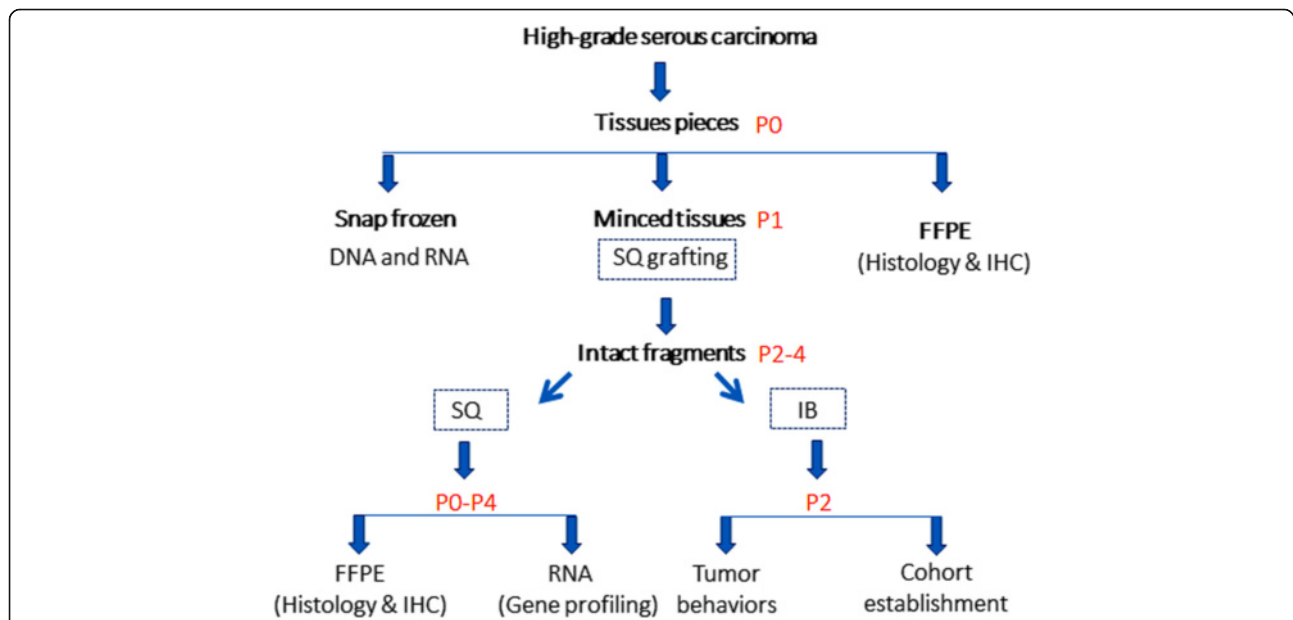 High-grade serous carcinoma
Tissues pieces P0
Snap frozen
DNA and RNA
Minced tissues P1
SQ grafting
FFPE
(Histology & IHC)
Intact fragments P2-4
SQ
IB
P0-P4
P2
FFPE
(Histology & IHC)
RNA
(Gene profiling)
Tumor
behaviors
Cohort
establishment